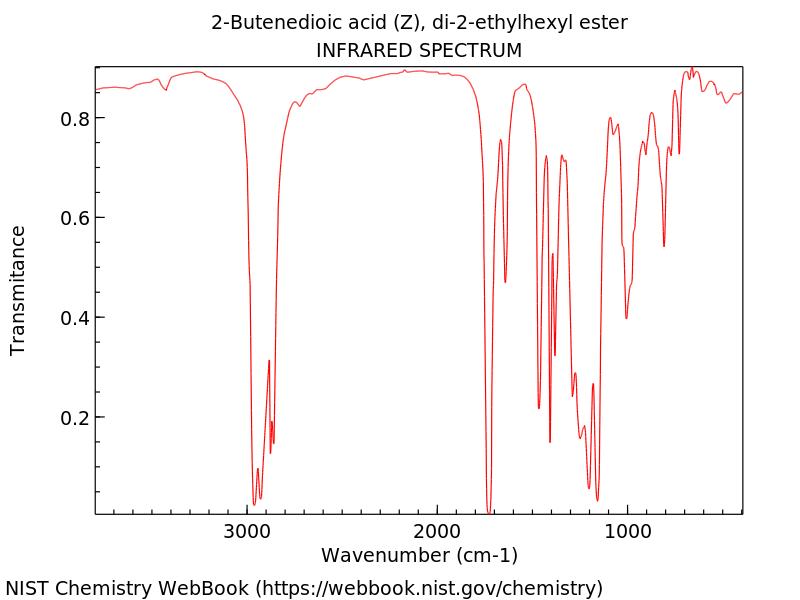 2-Butenedioic acid (Z), di-2-ethylhexyl ester
INFRARED SPECTRUM
0.8
0.6
0.4
0.2
Transmitance
3000
2000
1000
Wavenumber (cm-1)
NIST Chemistry WebBook (https://webbook.nist.gov/chemistry)